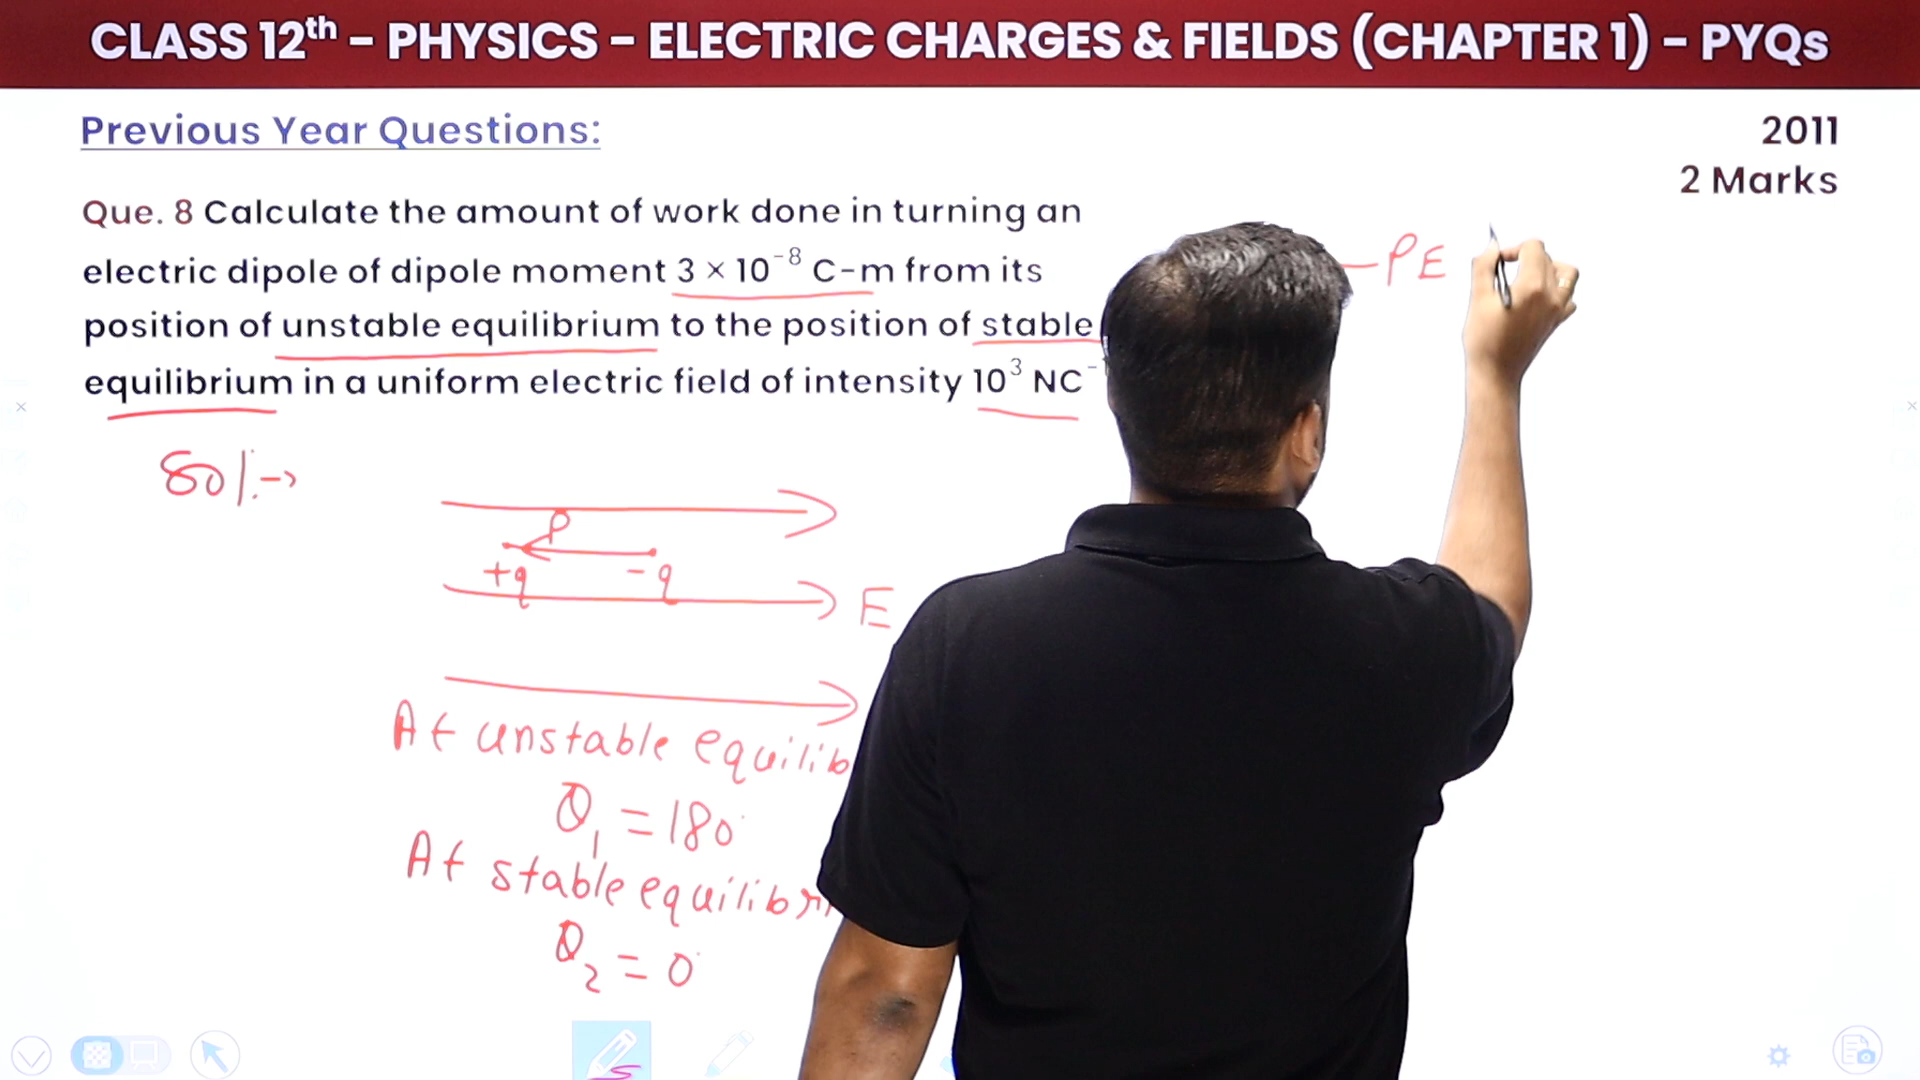 CLASS 12th - PHYSICS - ELECTRIC CHARGES & FIELDS (CHAPTER 1) - PYQs
Previous Year Questions:
2011
2 Marks
Que. 8 Calculate the amount of work done in turning an
electric dipole of dipole moment 3 × 10⁻⁸ C-m from its
position of unstable equilibrium to the position of stable
equilibrium in a uniform electric field of intensity 10³ NC⁻
-PE
Sol:→
P
+q -q
E
At unstable equilib
θ₁ = 180°
At stable equilibri
θ₂ = 0°